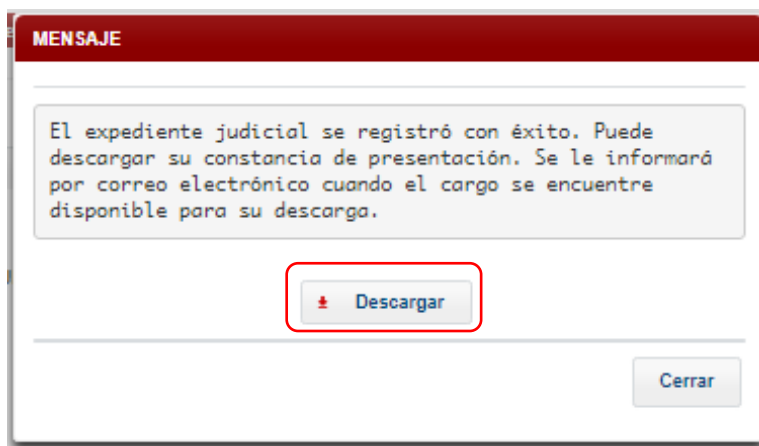 MENSAJE
El expediente judicial se registró con éxito. Puede
descargar su constancia de presentación. Se le informará
por correo electrónico cuando el cargo se encuentre
disponible para su descarga.
Descargar
Cerrar